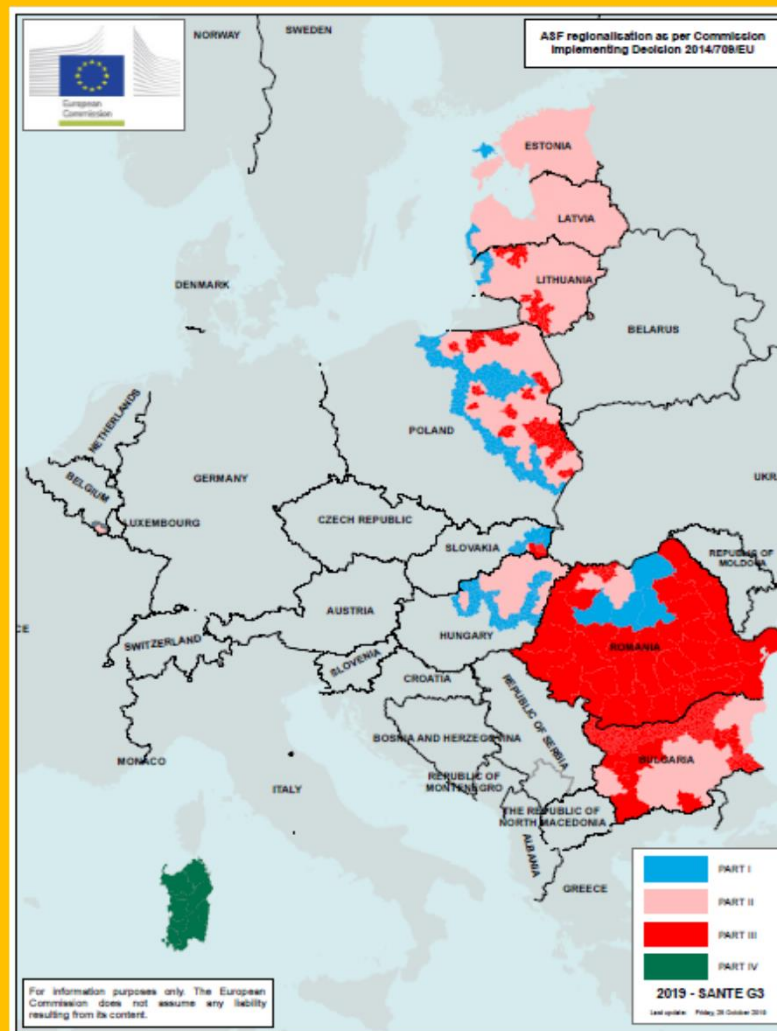 NORWAY
SWEDEN
ASF regionalisation as per Commission
Implementing Decision 2014/709/EU
European
Commission
ESTONIA
LATVIA
LITHUANIA
DENMARK
BELARUS
NETHERLANDS
POLAND
BELGIUM
GERMANY
UKRA
LUXEMBOURG
CZECH REPUBLIC
SLOVAKIA
REPUBLIC OF
MOLDOVA
AUSTRIA
CE
SWITZERLAND
HUNGARY
ROMANIA
SLOVENIA
CROATIA
REPUBLIC OF SERBIA
BOSNIA AND HERZEGOVINA
MONACO
BULGARIA
ITALY
REPUBLIC OF
MONTENEGRO
THE REPUBLIC OF
NORTH MACEDONIA
ALBANIA
GREECE
PART I
PART II
PART III
PART IV
2019 - SANTE G3
Last update:
For information purposes only. The European
Commission does not assume any liability
resulting from its content.